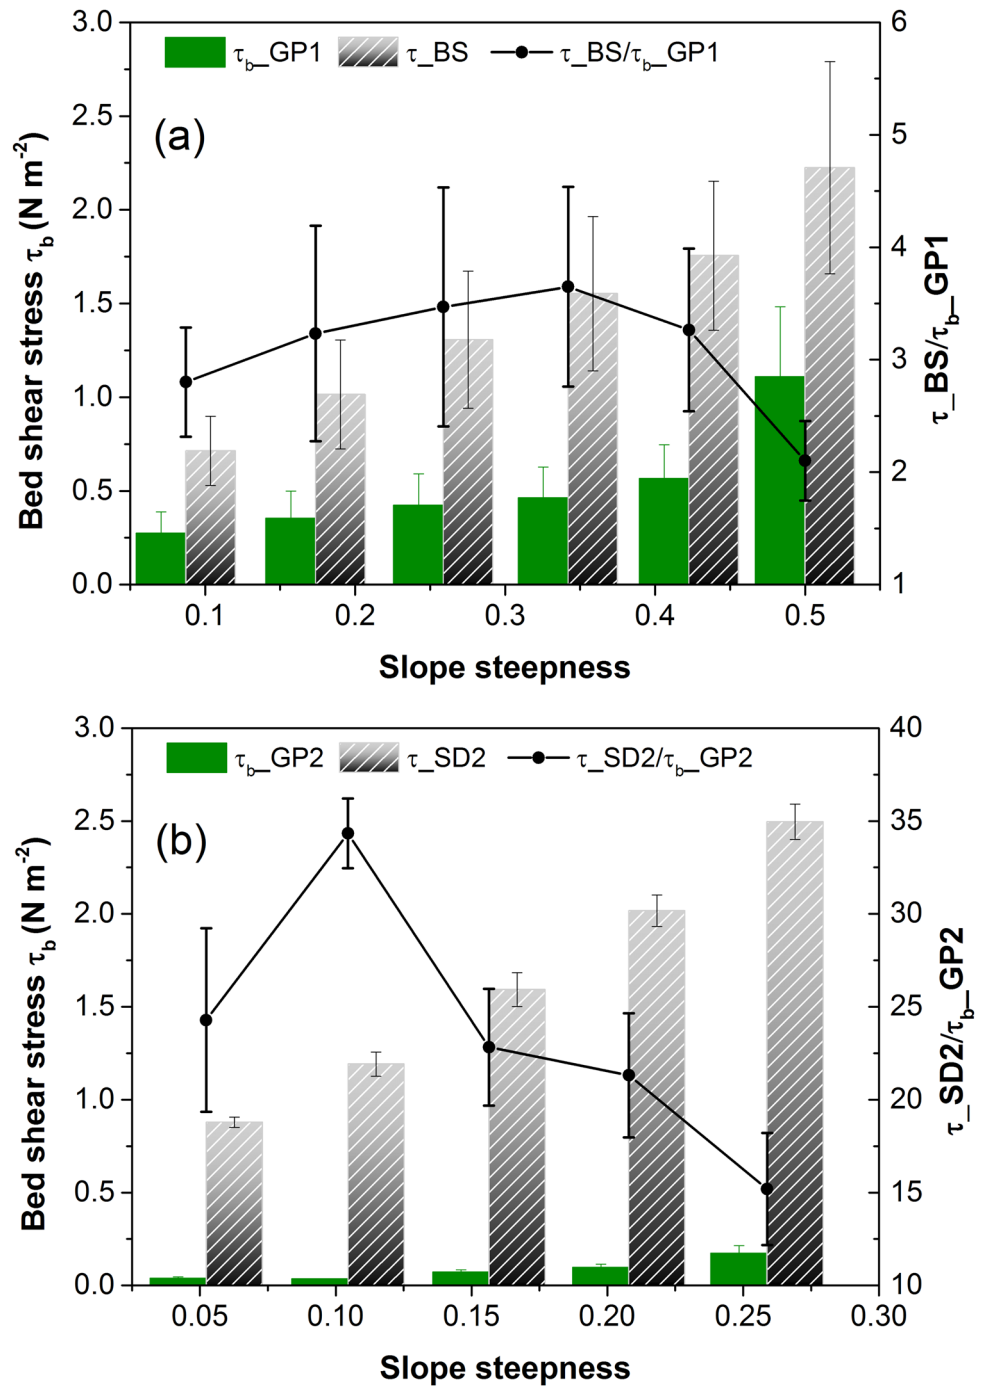 τb_GP1 τ_BS τ_BS/τb_GP1
(a)
Bed shear stress τb (N m-2)
3.0
2.5
2.0
1.5
1.0
0.5
0.0
6
5
4
3
2
1
τ_BS/τb_GP1
0.1 0.2 0.3 0.4 0.5
Slope steepness
τb_GP2 τ_SD2 τ_SD2/τb_GP2
(b)
Bed shear stress τb (N m-2)
3.0
2.5
2.0
1.5
1.0
0.5
0.0
40
35
30
25
20
15
10
τ_SD2/τb_GP2
0.05 0.10 0.15 0.20 0.25 0.30
Slope steepness